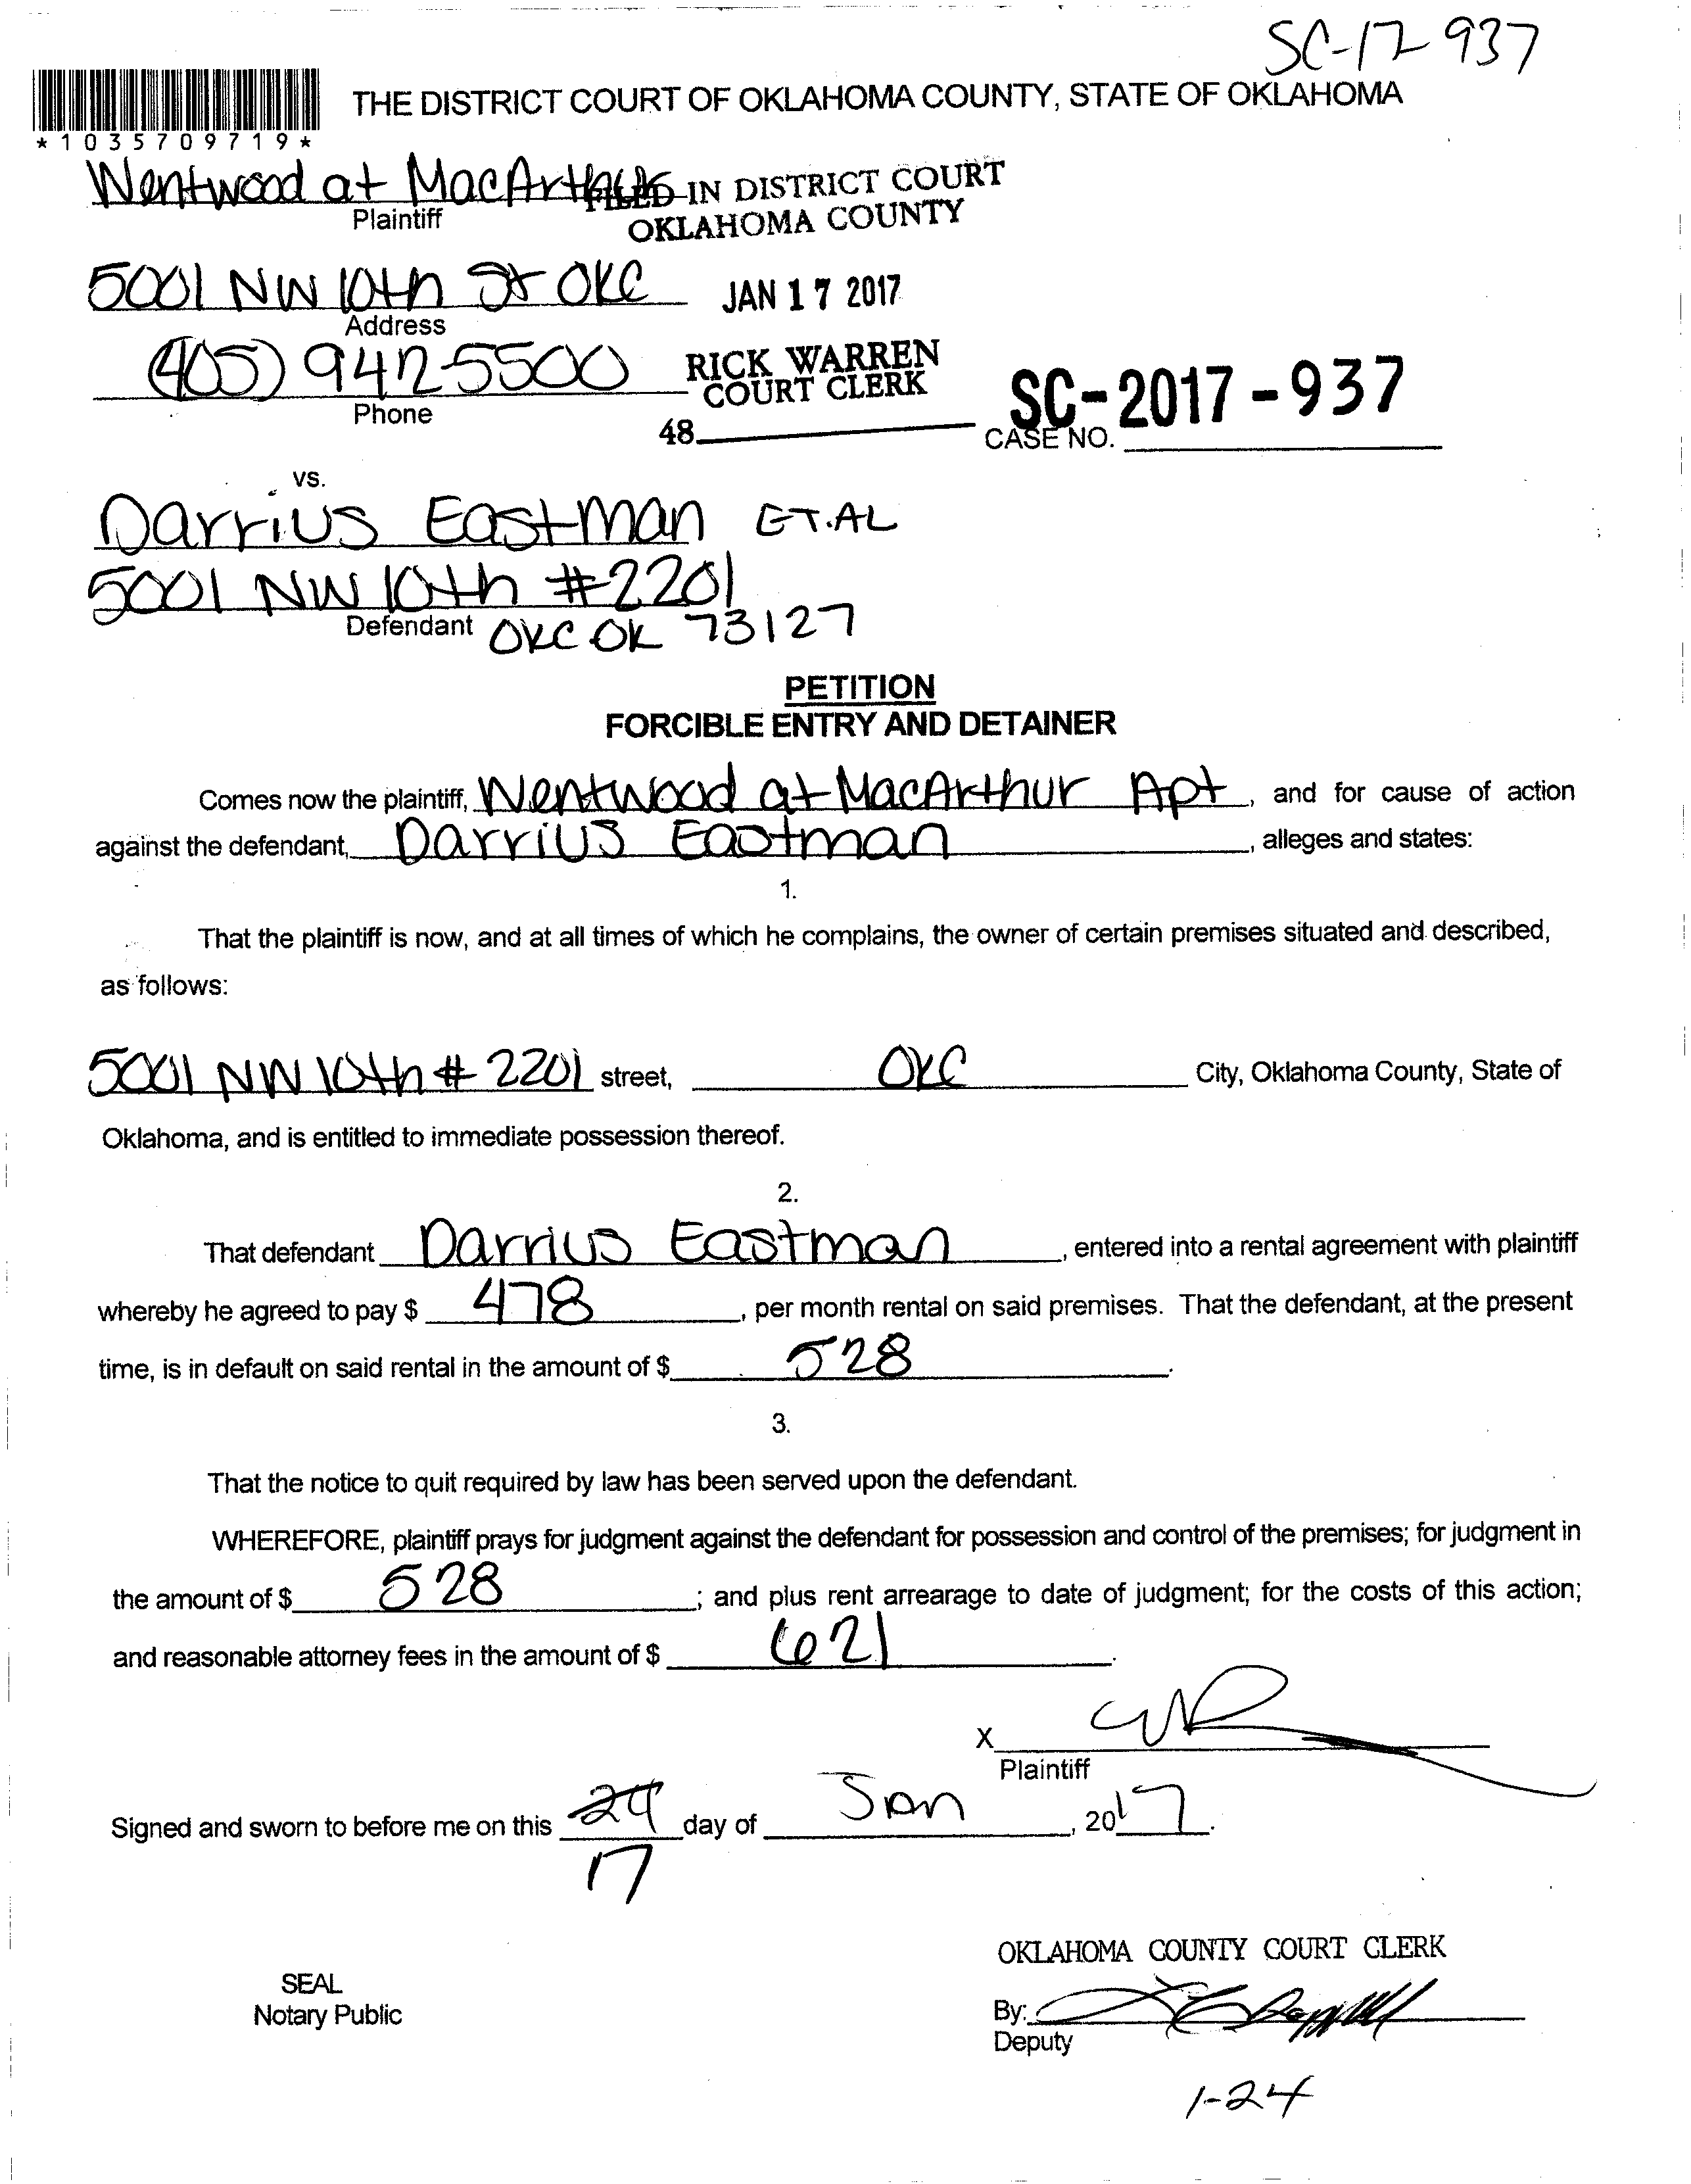 SC-17-937
THE DISTRICT COURT OF OKLAHOMA COUNTY, STATE OF OKLAHOMA
*1035709719*
Wentwood at MacArthur
FILED IN DISTRICT COURT
Plaintiff
OKLAHOMA COUNTY
5001 NW 10th St OKC
JAN 17 2017
Address
(405) 942-5500
RICK WARREN
COURT CLERK
Phone
48
SC-2017-937
CASE NO.
vs.
Darrius Eastman ET.AL
5001 NW 10th #2201
Defendant OKC OK 73127
PETITION
FORCIBLE ENTRY AND DETAINER
Comes now the plaintiff, Wentwood at MacArthur Apt, and for cause of action
against the defendant, Darrius Eastman, alleges and states:
1.
That the plaintiff is now, and at all times of which he complains, the owner of certain premises situated and described,
as follows:
5001 NW 10th # 2201 street, OKC City, Oklahoma County, State of
Oklahoma, and is entitled to immediate possession thereof.
2.
That defendant Darrius Eastman, entered into a rental agreement with plaintiff
whereby he agreed to pay $ 478, per month rental on said premises. That the defendant, at the present
time, is in default on said rental in the amount of $ 528.
3.
That the notice to quit required by law has been served upon the defendant.
WHEREFORE, plaintiff prays for judgment against the defendant for possession and control of the premises; for judgment in
the amount of $ 528; and plus rent arrearage to date of judgment; for the costs of this action;
and reasonable attorney fees in the amount of $ 621.
X
Plaintiff
Signed and sworn to before me on this 24 day of Jan, 2017.
17
OKLAHOMA COUNTY COURT CLERK
SEAL
Notary Public
By:
Deputy
1-24